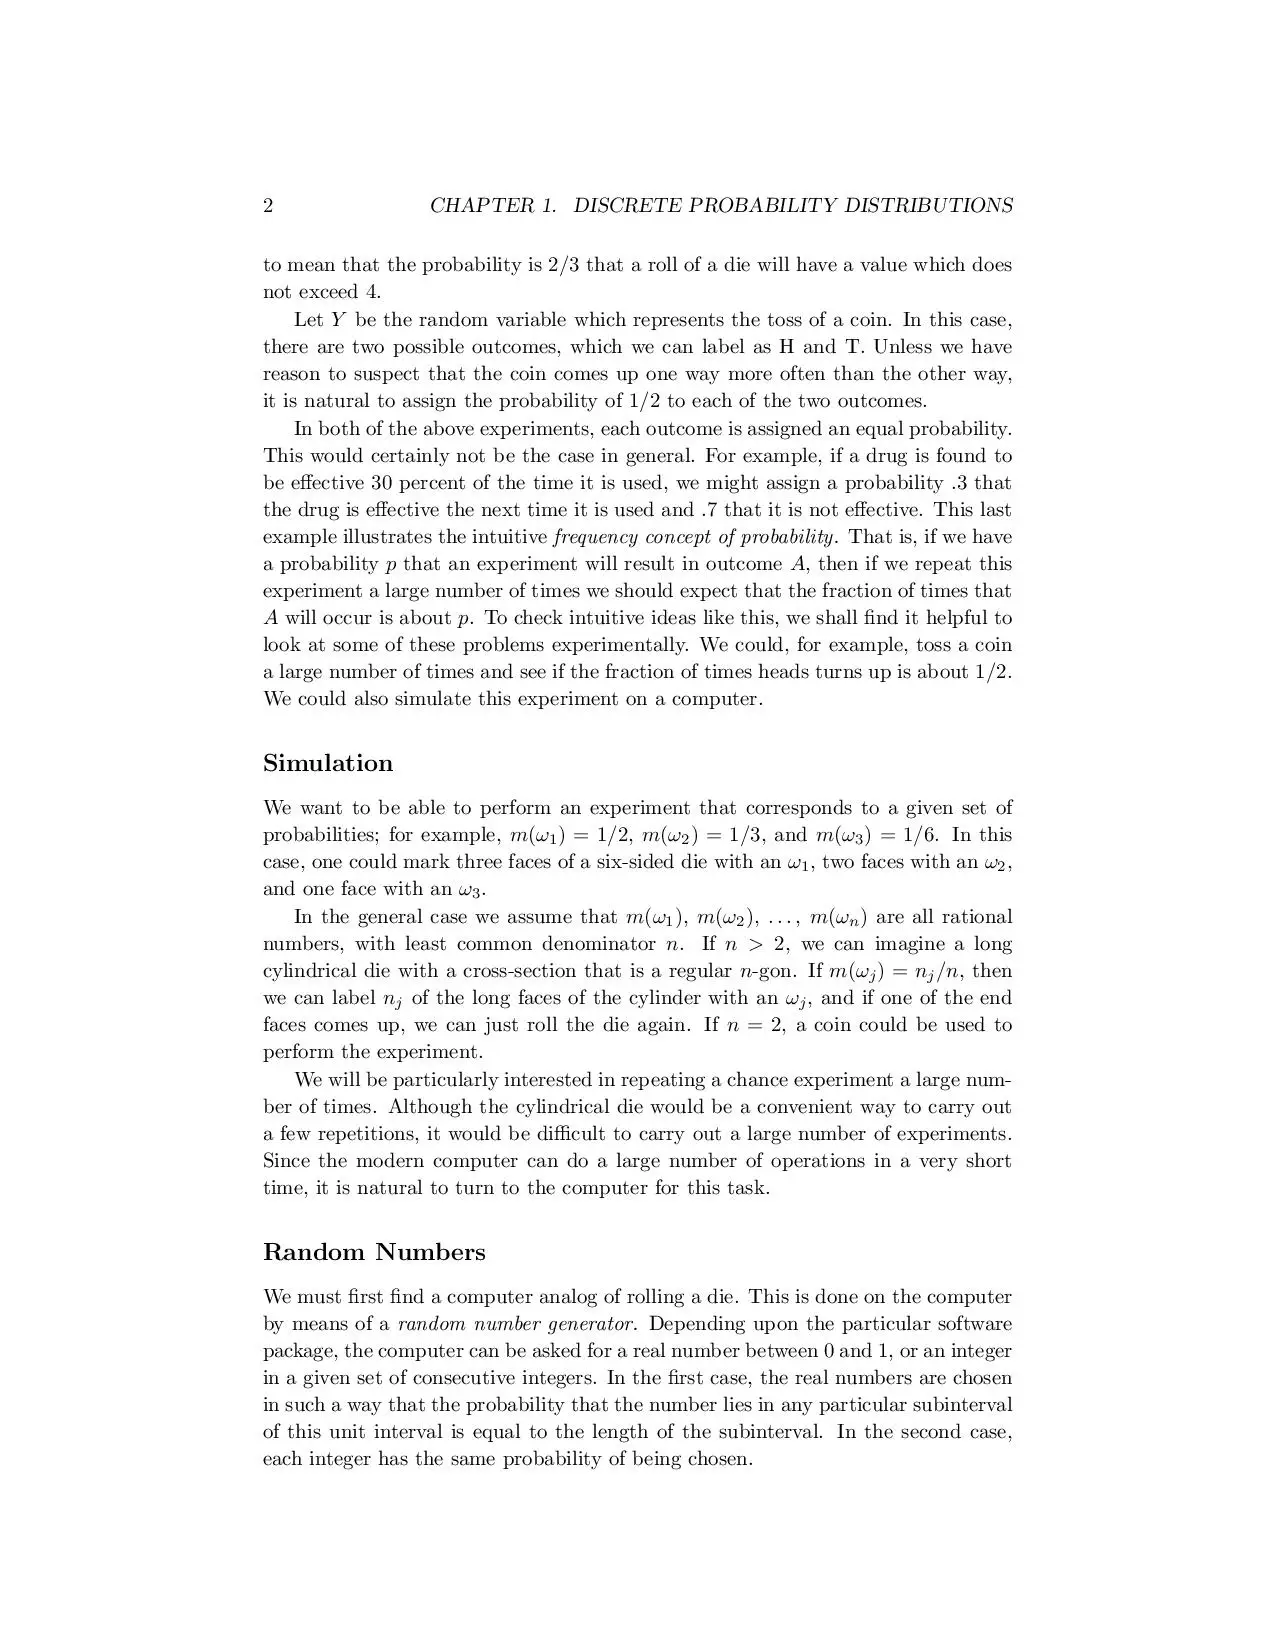 2 CHAPTER 1. DISCRETE PROBABILITY DISTRIBUTIONS
to mean that the probability is 2/3 that a roll of a die will have a value which does
not exceed 4.
Let Y be the random variable which represents the toss of a coin. In this case,
there are two possible outcomes, which we can label as H and T. Unless we have
reason to suspect that the coin comes up one way more often than the other way,
it is natural to assign the probability of 1/2 to each of the two outcomes.
In both of the above experiments, each outcome is assigned an equal probability.
This would certainly not be the case in general. For example, if a drug is found to
be effective 30 percent of the time it is used, we might assign a probability .3 that
the drug is effective the next time it is used and .7 that it is not effective. This last
example illustrates the intuitive frequency concept of probability. That is, if we have
a probability p that an experiment will result in outcome A, then if we repeat this
experiment a large number of times we should expect that the fraction of times that
A will occur is about p. To check intuitive ideas like this, we shall find it helpful to
look at some of these problems experimentally. We could, for example, toss a coin
a large number of times and see if the fraction of times heads turns up is about 1/2.
We could also simulate this experiment on a computer.
Simulation
We want to be able to perform an experiment that corresponds to a given set of
probabilities; for example, m(ω₁) = 1/2, m(ω₂) = 1/3, and m(ω₃) = 1/6. In this
case, one could mark three faces of a six-sided die with an ω₁, two faces with an ω₂,
and one face with an ω₃.
In the general case we assume that m(ω₁), m(ω₂), . . . , m(ωₙ) are all rational
numbers, with least common denominator n. If n > 2, we can imagine a long
cylindrical die with a cross-section that is a regular n-gon. If m(ωⱼ) = nⱼ/n, then
we can label nⱼ of the long faces of the cylinder with an ωⱼ, and if one of the end
faces comes up, we can just roll the die again. If n = 2, a coin could be used to
perform the experiment.
We will be particularly interested in repeating a chance experiment a large num-
ber of times. Although the cylindrical die would be a convenient way to carry out
a few repetitions, it would be difficult to carry out a large number of experiments.
Since the modern computer can do a large number of operations in a very short
time, it is natural to turn to the computer for this task.
Random Numbers
We must first find a computer analog of rolling a die. This is done on the computer
by means of a random number generator. Depending upon the particular software
package, the computer can be asked for a real number between 0 and 1, or an integer
in a given set of consecutive integers. In the first case, the real numbers are chosen
in such a way that the probability that the number lies in any particular subinterval
of this unit interval is equal to the length of the subinterval. In the second case,
each integer has the same probability of being chosen.